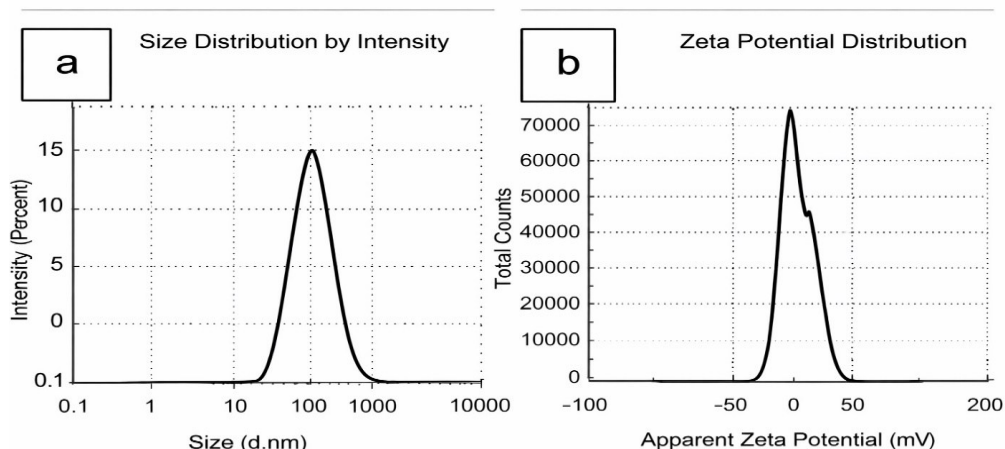 a
Size Distribution by Intensity
15
10
5
0
0.1
Intensity (Percent)
0.1 1 10 100 1000 10000
Size (d.nm)
b
Zeta Potential Distribution
70000
60000
50000
40000
30000
20000
10000
0
Total Counts
-100 -50 0 50 200
Apparent Zeta Potential (mV)